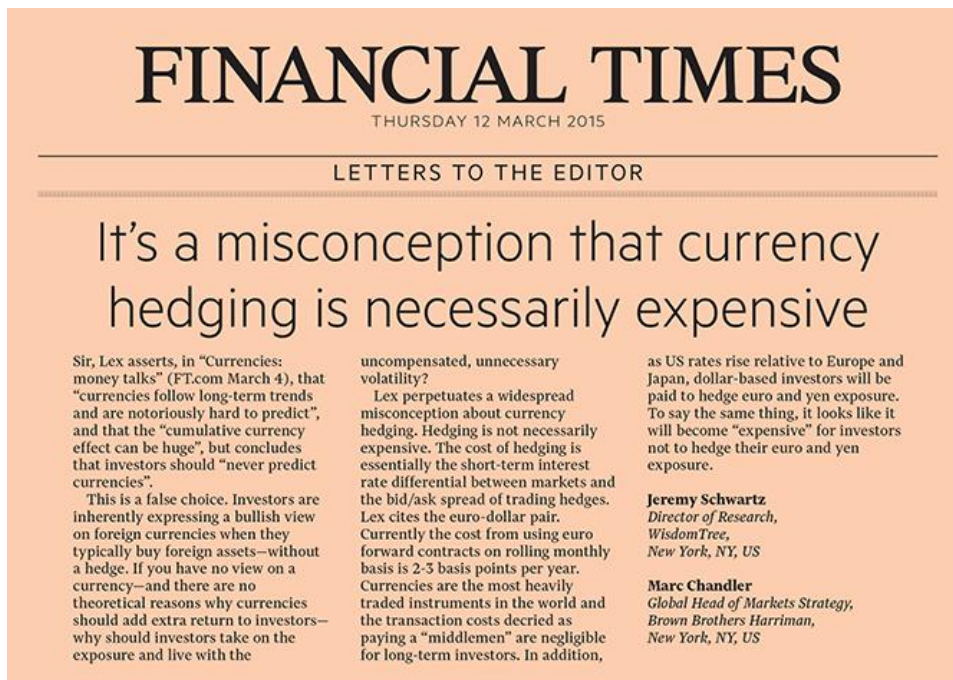 FINANCIAL TIMES
THURSDAY 12 MARCH 2015
LETTERS TO THE EDITOR
It’s a misconception that currency
hedging is necessarily expensive
Sir, Lex asserts, in “Currencies:
money talks” (FT.com March 4), that
“currencies follow long-term trends
and are notoriously hard to predict”,
and that the “cumulative currency
effect can be huge”, but concludes
that investors should “never predict
currencies”.
This is a false choice. Investors are
inherently expressing a bullish view
on foreign currencies when they
typically buy foreign assets—without
a hedge. If you have no view on a
currency—and there are no
theoretical reasons why currencies
should add extra return to investors—
why should investors take on the
exposure and live with the
uncompensated, unnecessary
volatility?
Lex perpetuates a widespread
misconception about currency
hedging. Hedging is not necessarily
expensive. The cost of hedging is
essentially the short-term interest
rate differential between markets and
the bid/ask spread of trading hedges.
Lex cites the euro-dollar pair.
Currently the cost from using euro
forward contracts on rolling monthly
basis is 2-3 basis points per year.
Currencies are the most heavily
traded instruments in the world and
the transaction costs decried as
paying a “middlemen” are negligible
for long-term investors. In addition,
as US rates rise relative to Europe and
Japan, dollar-based investors will be
paid to hedge euro and yen exposure.
To say the same thing, it looks like it
will become “expensive” for investors
not to hedge their euro and yen
exposure.
Jeremy Schwartz
Director of Research,
WisdomTree,
New York, NY, US
Marc Chandler
Global Head of Markets Strategy,
Brown Brothers Harriman,
New York, NY, US